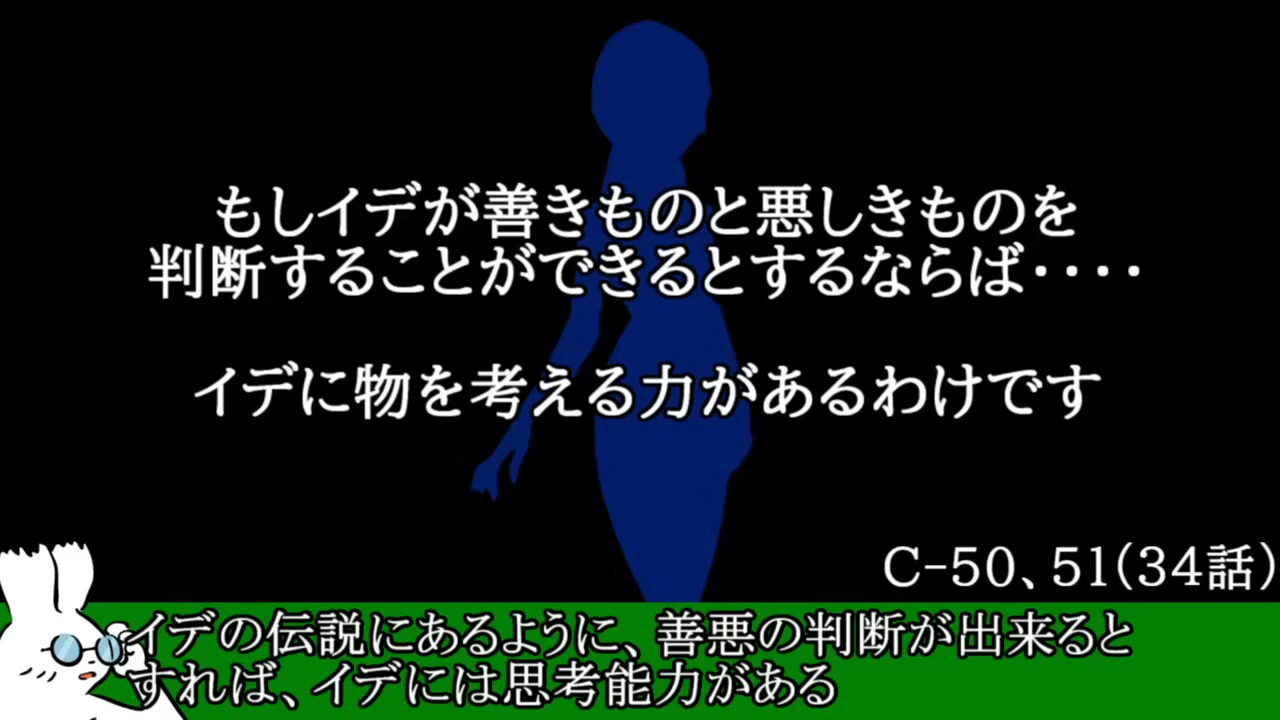 もしイデが善きものと悪しきものを
判断することができるとするならば････
イデに物を考える力があるわけです
C-50、51(34話)
イデの伝説にあるように、善悪の判断が出来ると
すれば、イデには思考能力がある